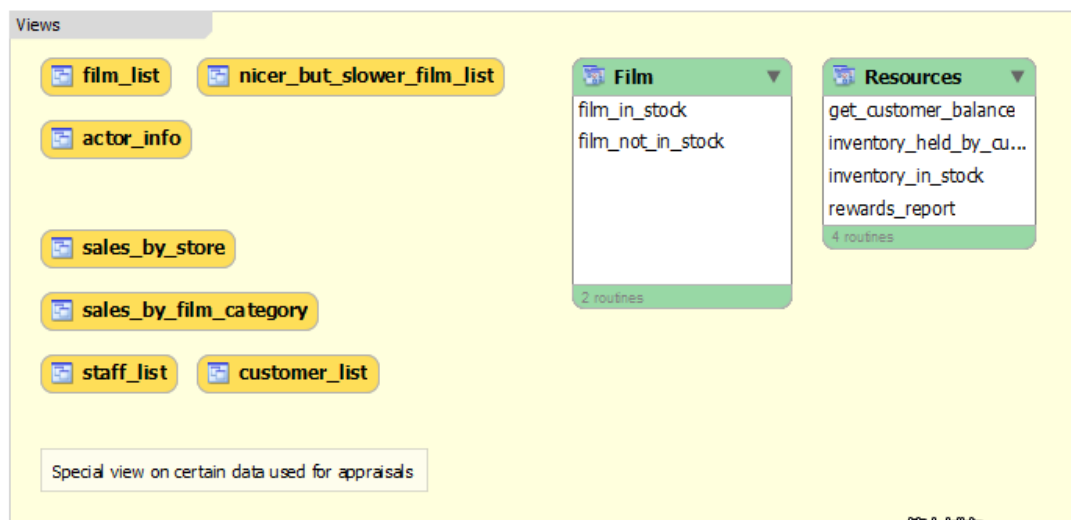 Views
film_list
nicer_but_slower_film_list
actor_info
sales_by_store
sales_by_film_category
staff_list
customer_list
Special view on certain data used for appraisals
Film
film_in_stock
film_not_in_stock
2 routines
Resources
get_customer_balance
inventory_held_by_cu...
inventory_in_stock
rewards_report
4 routines